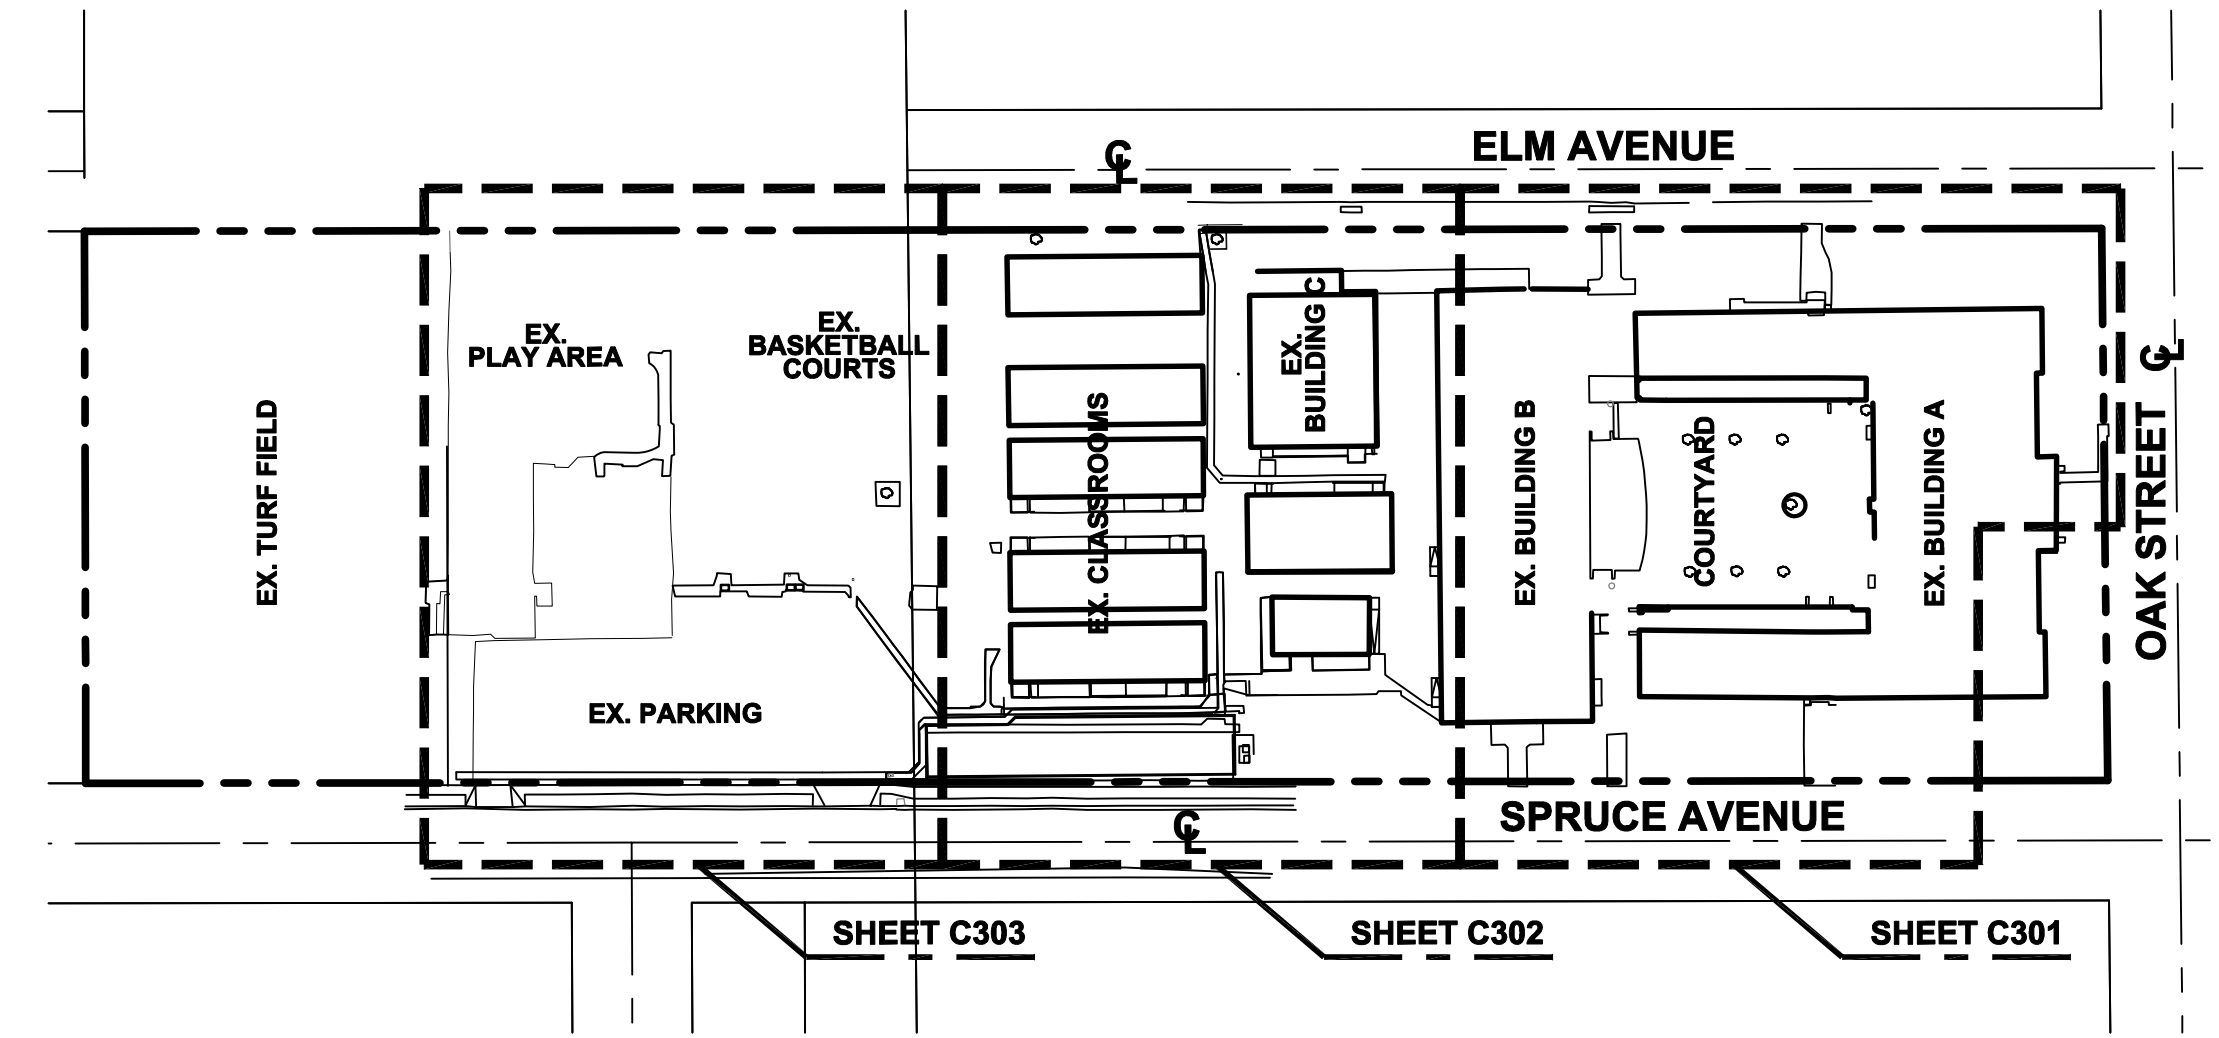 ELM AVENUE
EX.
PLAY AREA
EX.
BASKETBALL
COURTS
EX. TURF FIELD
EX. PARKING
EX. CLASSROOMS
EX.
BUILDING C
EX. BUILDING B
COURTYARD
EX. BUILDING A
OAK STREET
SPRUCE AVENUE
SHEET C303
SHEET C302
SHEET C301